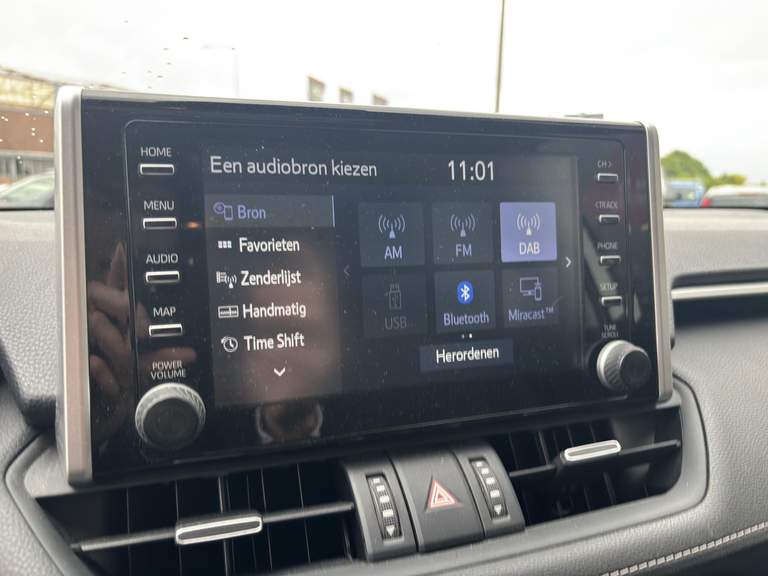 HOME
MENU
AUDIO
MAP
POWER
VOLUME
Een audiobron kiezen
11:01
Bron
Favorieten
Zenderlijst
Handmatig
Time Shift
AM
FM
DAB
USB
Bluetooth
Miracast™
Herordenen
CH >
< TRACK
PHONE
SETUP
TUNE
SCROLL